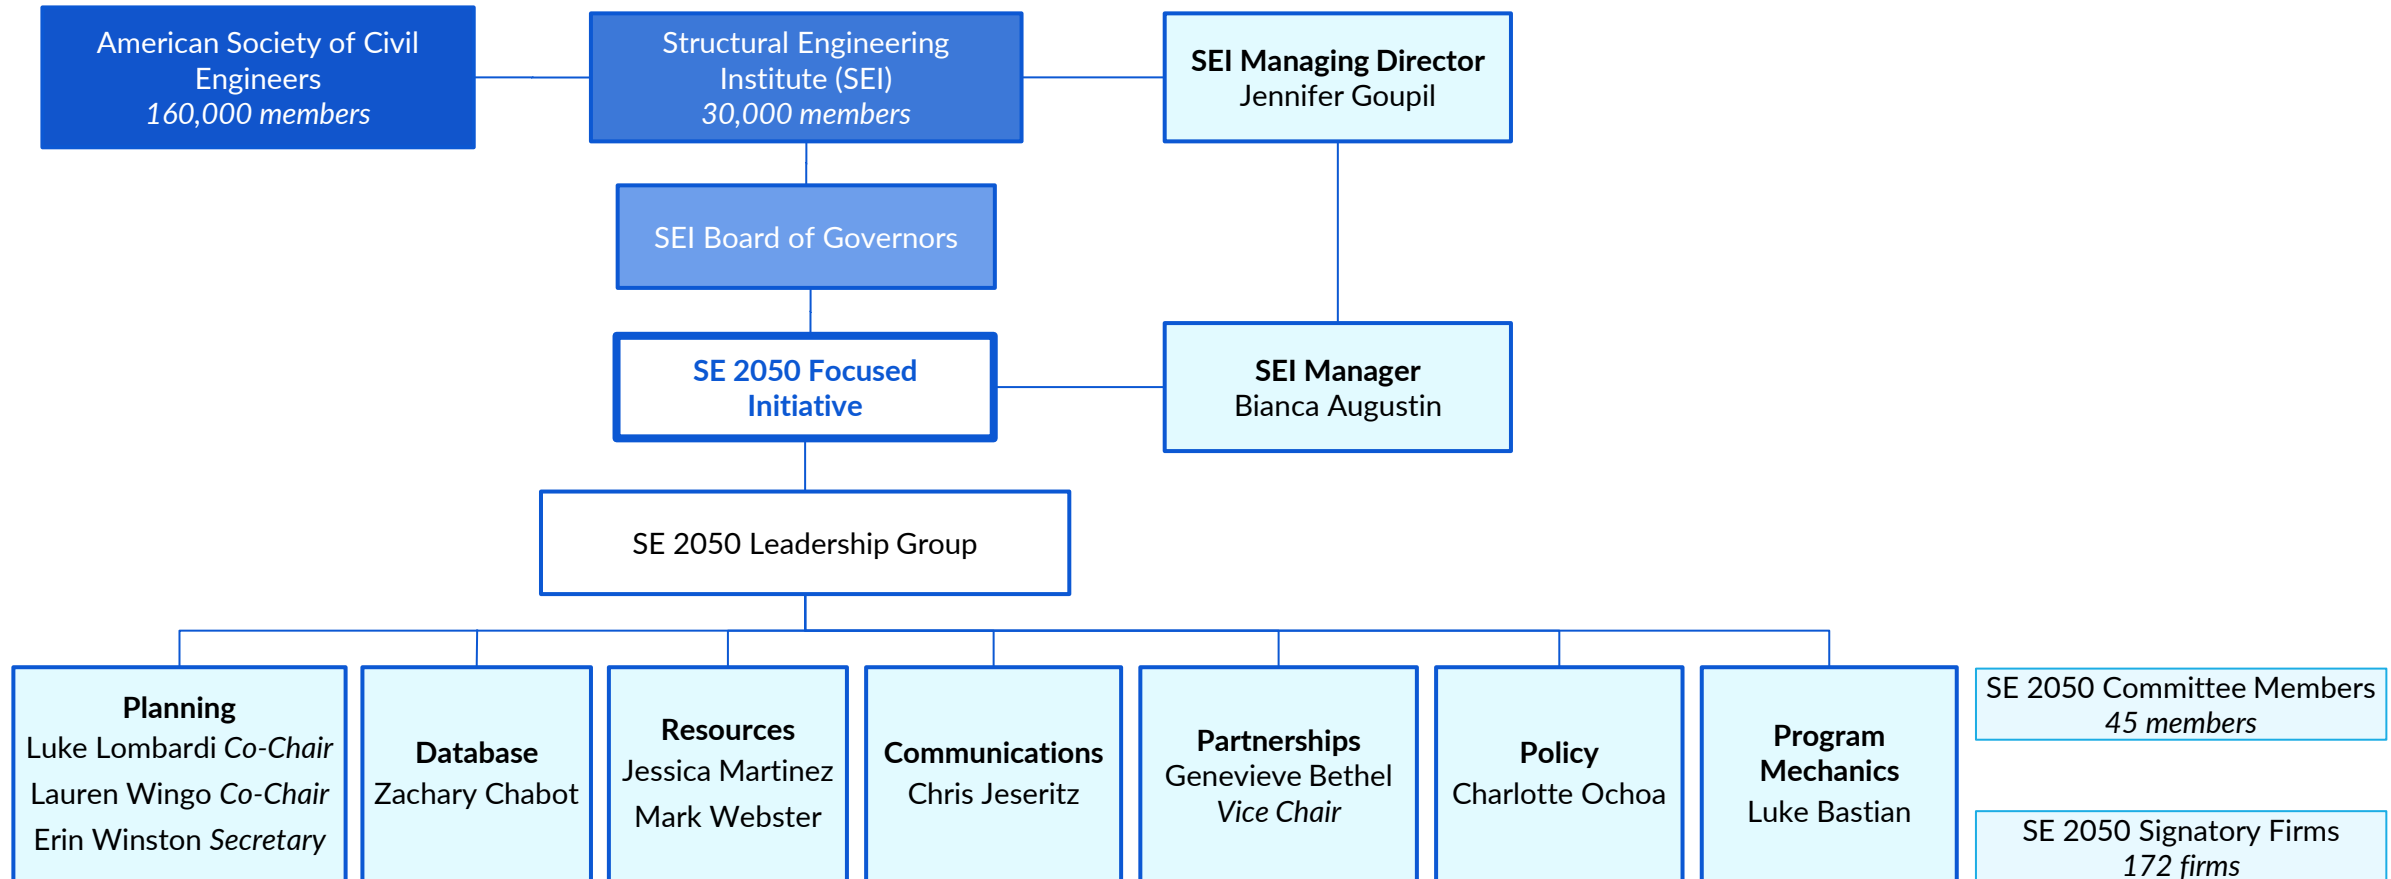 American Society of Civil
Engineers
160,000 members
Structural Engineering
Institute (SEI)
30,000 members
SEI Managing Director
Jennifer Goupil
SEI Board of Governors
SE 2050 Focused
Initiative
SEI Manager
Bianca Augustin
SE 2050 Leadership Group
Planning
Luke Lombardi Co-Chair
Lauren Wingo Co-Chair
Erin Winston Secretary
Database
Zachary Chabot
Resources
Jessica Martinez
Mark Webster
Communications
Chris Jeseritz
Partnerships
Genevieve Bethel
Vice Chair
Policy
Charlotte Ochoa
Program
Mechanics
Luke Bastian
SE 2050 Committee Members
45 members
SE 2050 Signatory Firms
172 firms